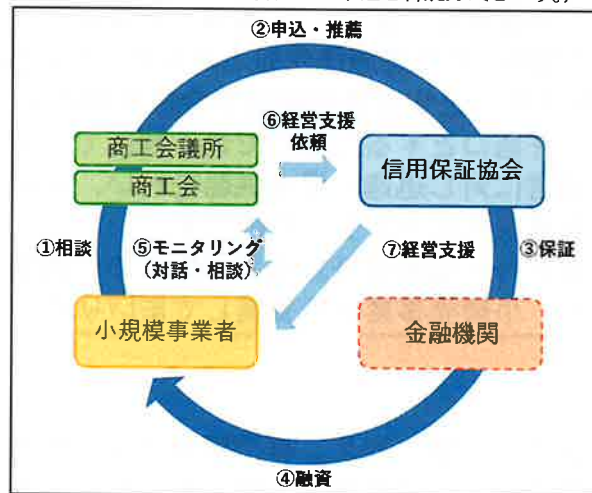 ②申込・推薦
⑥経営支援
依頼
商工会議所
商工会
信用保証協会
①相談
⑤モニタリング
(対話・相談)
⑦経営支援
③保証
小規模事業者
金融機関
④融資